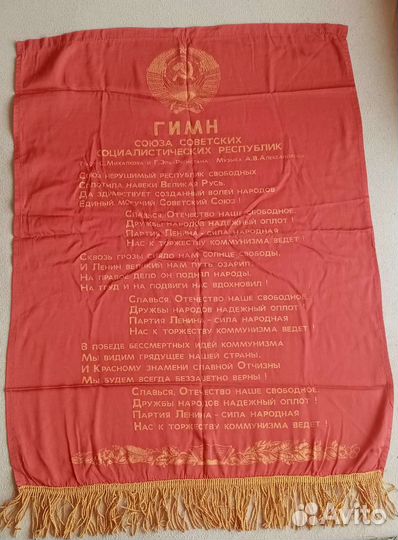 ГИМН
СОЮЗА СОВЕТСКИХ
СОЦИАЛИСТИЧЕСКИХ РЕСПУБЛИК
С. Михалкова и Г. Эль-Регистана. Музыка А.В.Александрова
Союз нерушимый республик свободных
Сплотила навеки Великая Русь.
Да здравствует созданный волей народов
Единый могучий Советский Союз!
Славься, Отечество наше свободное,
Дружбы народов надежный оплот!
Партия Ленина - сила народная
Нас к торжеству коммунизма ведет!
Сквозь грозы сияло нам солнце свободы,
И Ленин великий нам путь озарил.
На правое дело он поднял народы,
На труд и на подвиги нас вдохновил!
Славься, Отечество наше свободное,
Дружбы народов надежный оплот!
Партия Ленина - сила народная
Нас к торжеству коммунизма ведет!
В победе бессмертных идей коммунизма
Мы видим грядущее нашей страны.
И Красному знамени славной Отчизны
Мы будем всегда беззаветно верны!
Славься, Отечество наше свободное,
Дружбы народов надежный оплот!
Партия Ленина - сила народная
Нас к торжеству коммунизма ведет!
Avito